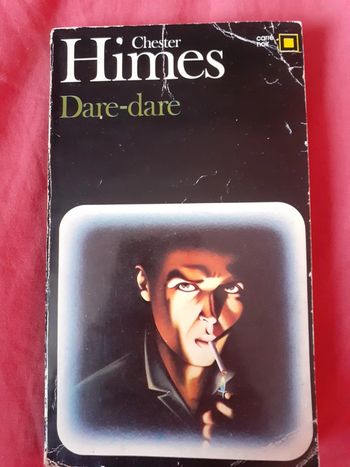 Chester
Himes
Dare-dare
carré
noir